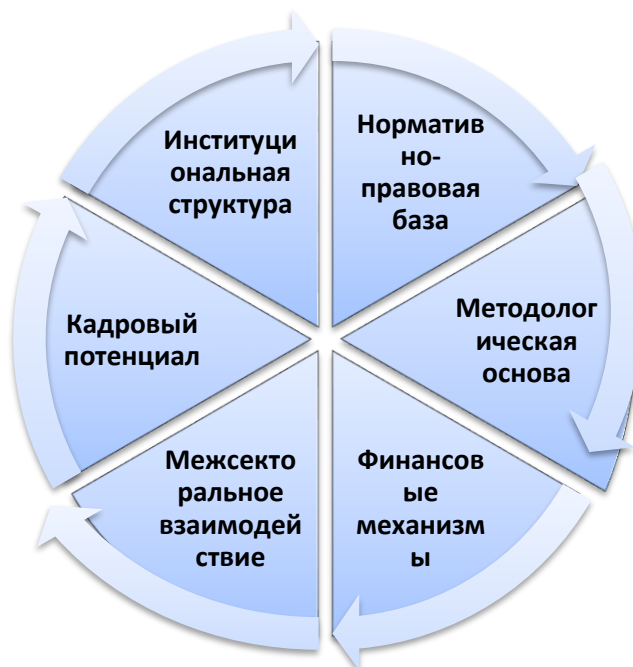 Институци
ональная
структура
Норматив
но-
правовая
база
Методолог
ическая
основа
Финансов
ые
механизм
ы
Межсекто
ральное
взаимодей
ствие
Кадровый
потенциал